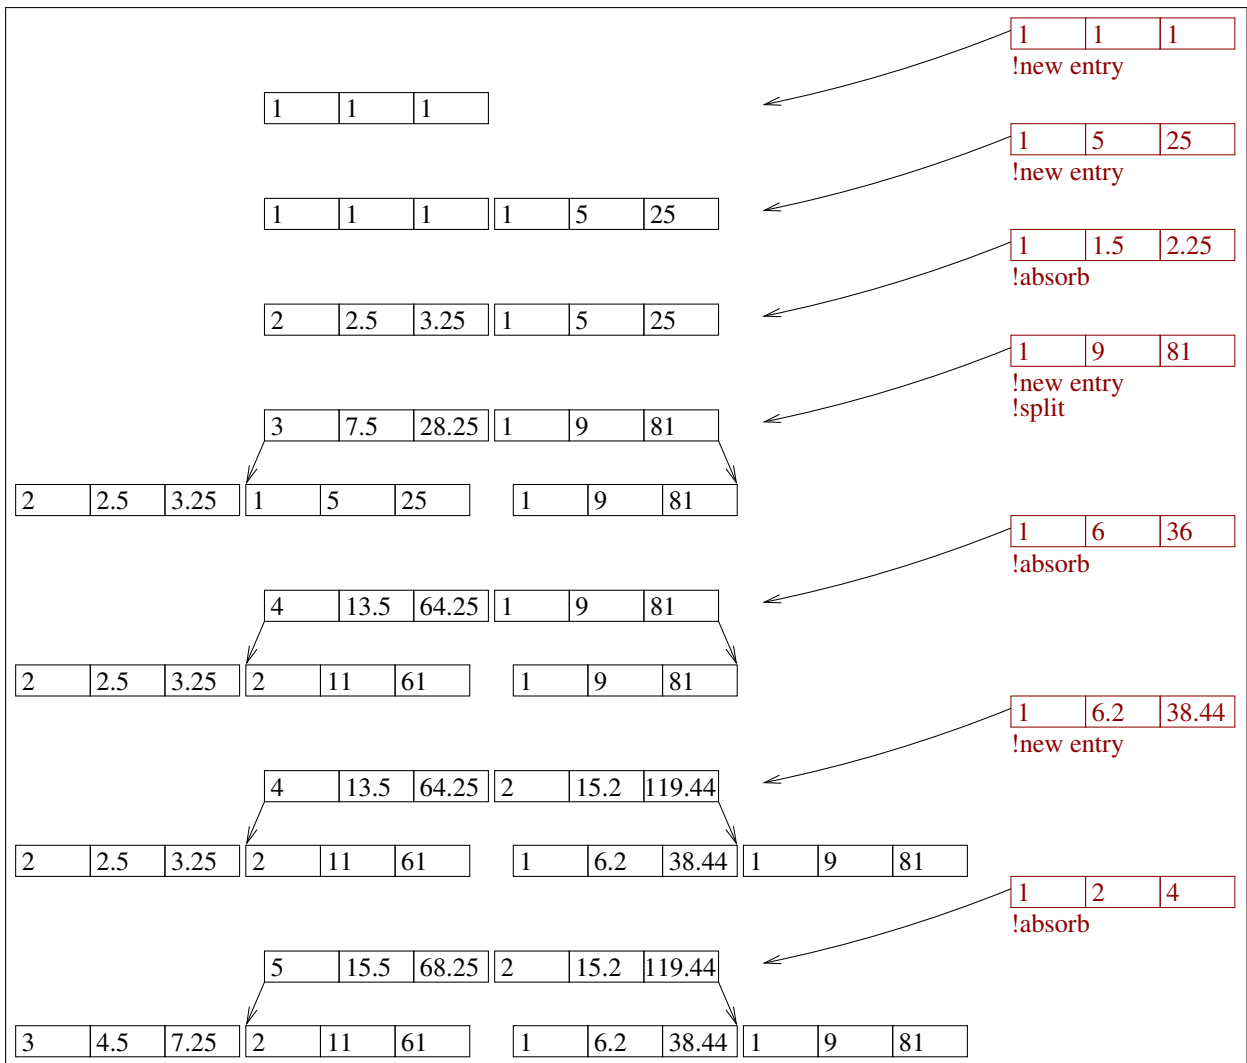 1 1 1
!new entry
1 1 1
1 5 25
!new entry
1 1 1 1 5 25
1 1.5 2.25
!absorb
2 2.5 3.25 1 5 25
1 9 81
!new entry
!split
3 7.5 28.25 1 9 81
2 2.5 3.25 1 5 25 1 9 81
1 6 36
!absorb
4 13.5 64.25 1 9 81
2 2.5 3.25 2 11 61 1 9 81
1 6.2 38.44
!new entry
4 13.5 64.25 2 15.2 119.44
2 2.5 3.25 2 11 61 1 6.2 38.44 1 9 81
1 2 4
!absorb
5 15.5 68.25 2 15.2 119.44
3 4.5 7.25 2 11 61 1 6.2 38.44 1 9 81